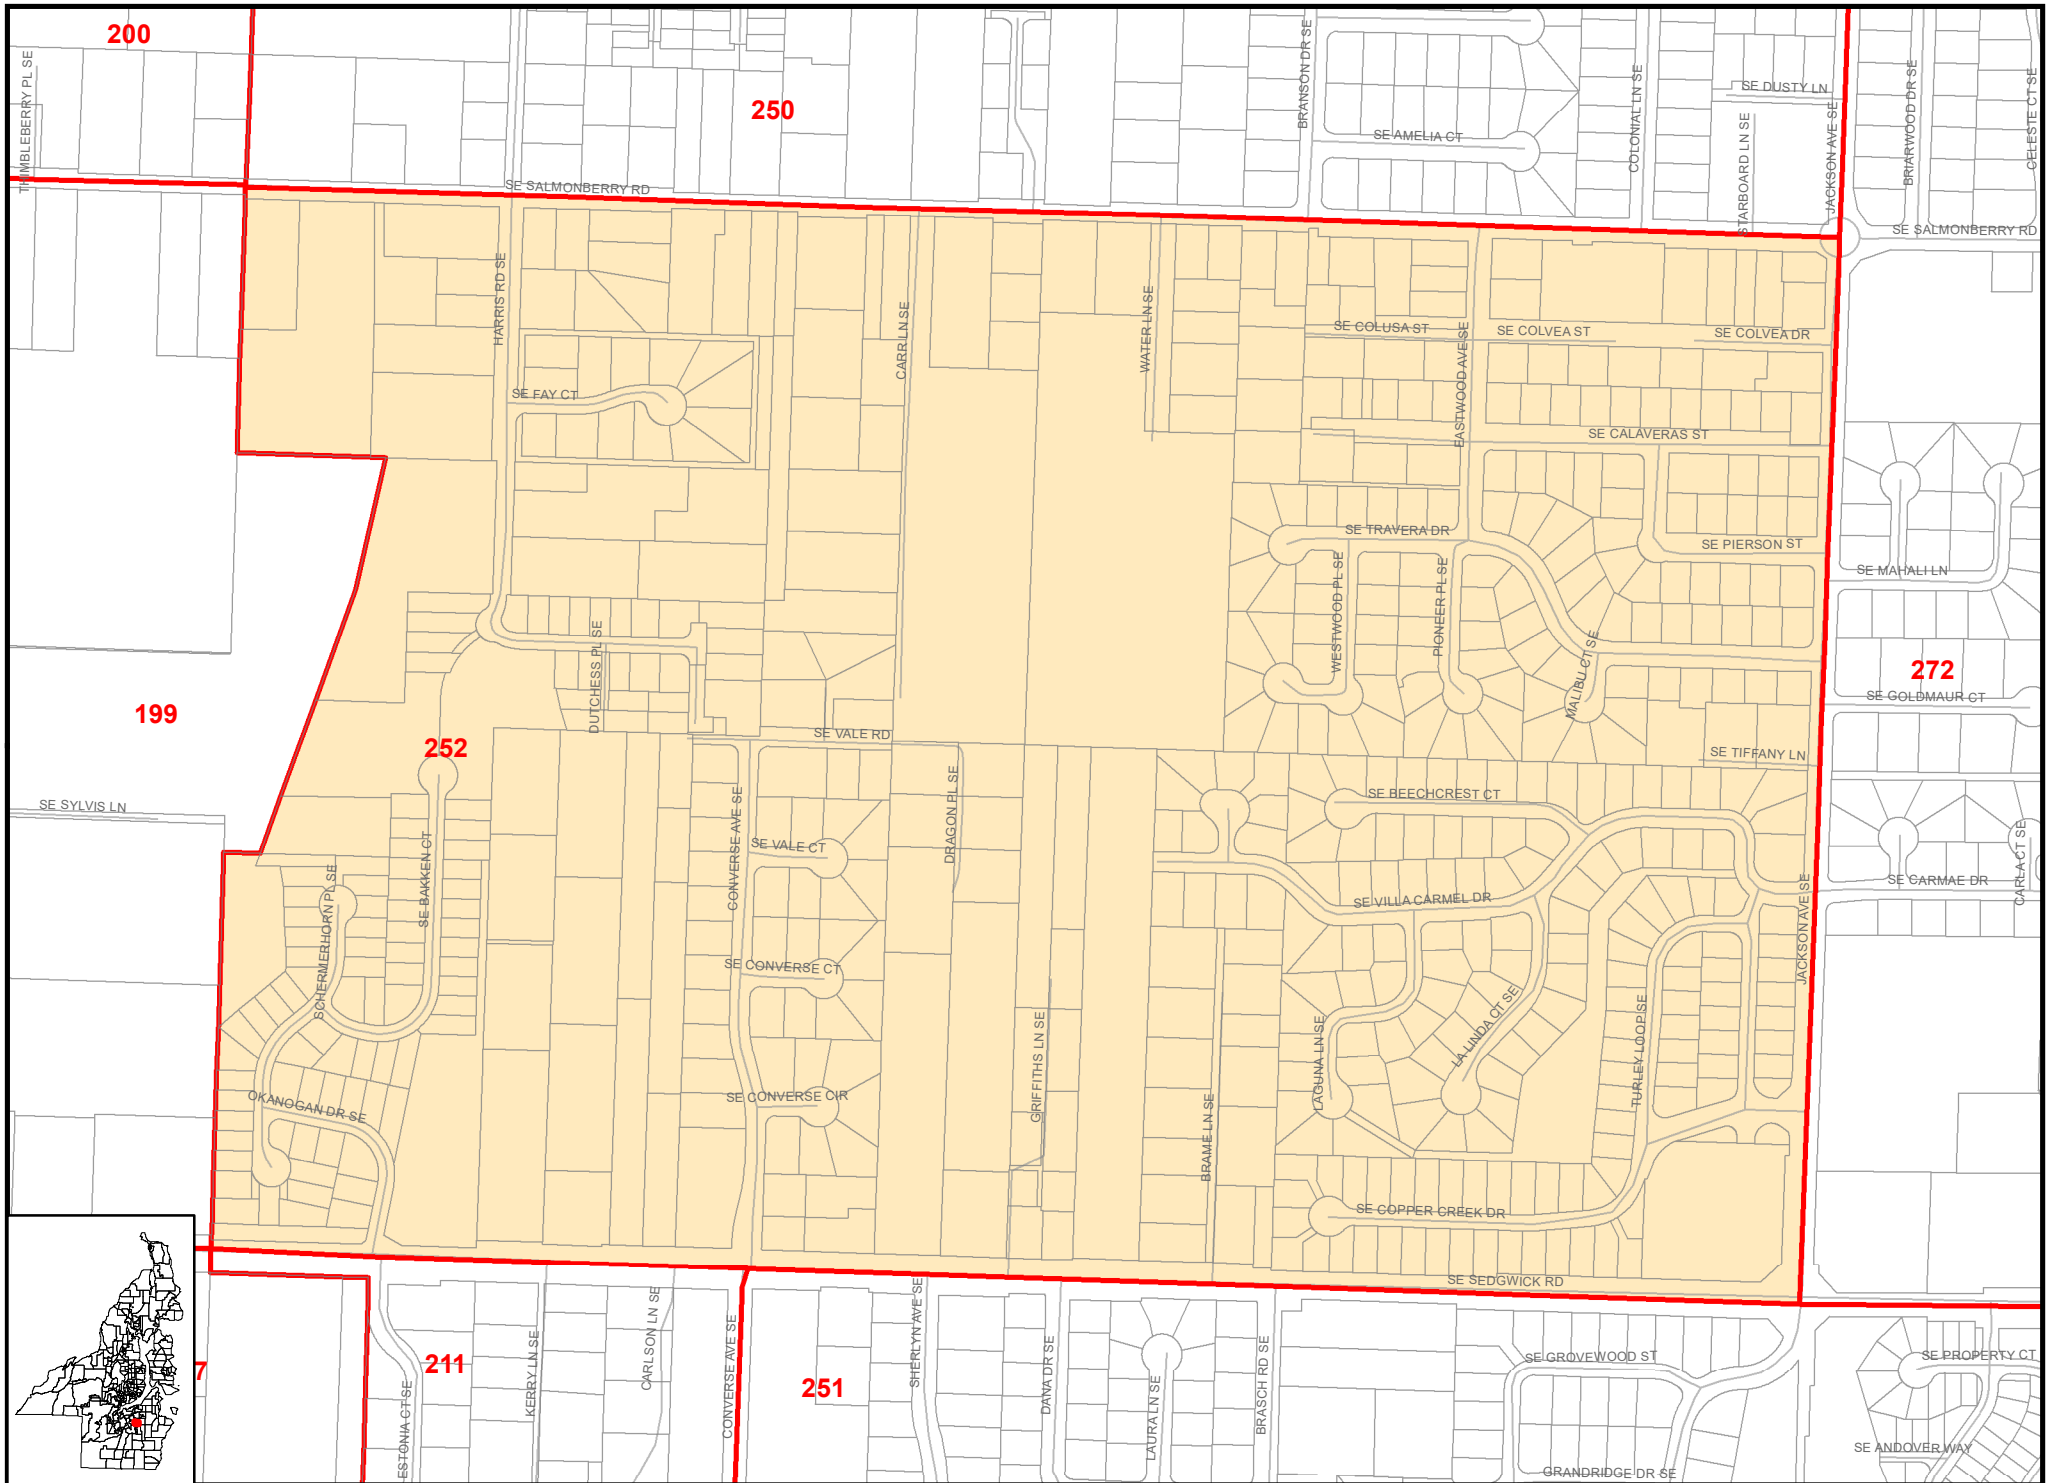 200
THIMBLEBERRY PL SE
250
BRANSON DR SE
COLONIAL LN SE
SE DUSTY LN
STARBOARD LN SE
JACKSON AVE SE
BRIARWOOD DR SE
CELESTE CT SE
SE AMELIA CT
SE SALMONBERRY RD
SE SALMONBERRY RD
HARRIS RD SE
CARR LN SE
WATER LN SE
SE COLUSA ST
EASTWOOD AVE SE
SE COLVEA ST
SE COLVEA DR
SE FAY CT
SE CALAVERAS ST
SE TRAVERA DR
SE PIERSON ST
WESTWOOD PL SE
PIONEER PL SE
MALIBU CT SE
SE MAHALI LN
272
SE GOLDMAUR CT
DUTCHESS PL SE
199
252
SE VALE RD
SE TIFFANY LN
SE SYLVIS LN
SE BEECHCREST CT
DRAGON PL SE
CONVERSE AVE SE
SE VALE CT
SE BAKKEN CT
SCHERMERHORN PL SE
SE VILLA CARMEL DR
SE CARMAE DR
CARLA CT SE
JACKSON AVE SE
SE CONVERSE CT
GRIFFITHS LN SE
LAGUNA LN SE
LA LINDA CT SE
TURLEY LOOP SE
OKANOGAN DR SE
SE CONVERSE CIR
BRAME LN SE
SE COPPER CREEK DR
SE SEDGWICK RD
7
211
ESTONIA CT SE
KERRY LN SE
CARLSON LN SE
CONVERSE AVE SE
251
SHERLYN AVE SE
DANA DR SE
LAURA LN SE
BRASCH RD SE
SE GROVEWOOD ST
SE PROPERTY CT
SE ANDOVER WAY
GRANDRIDGE DR SE